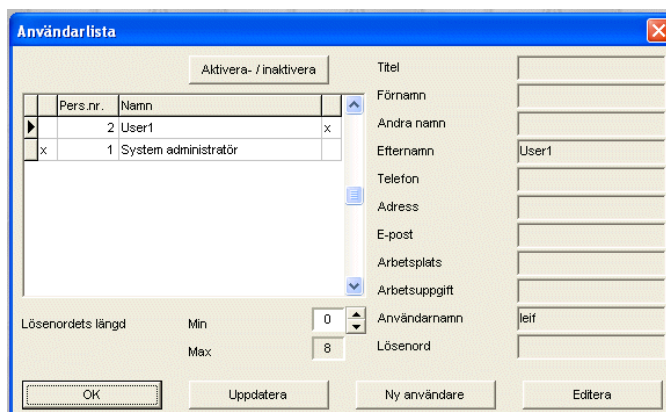 Användarlista
Aktivera- / inaktivera
Pers.nr. Namn
2 User1 x
x 1 System administratör
Lösenordets längd Min 0
Max 8
Titel
Förnamn
Andra namn
Efternamn User1
Telefon
Adress
E-post
Arbetsplats
Arbetsuppgift
Användarnamn leif
Lösenord
OK Uppdatera Ny användare Editera